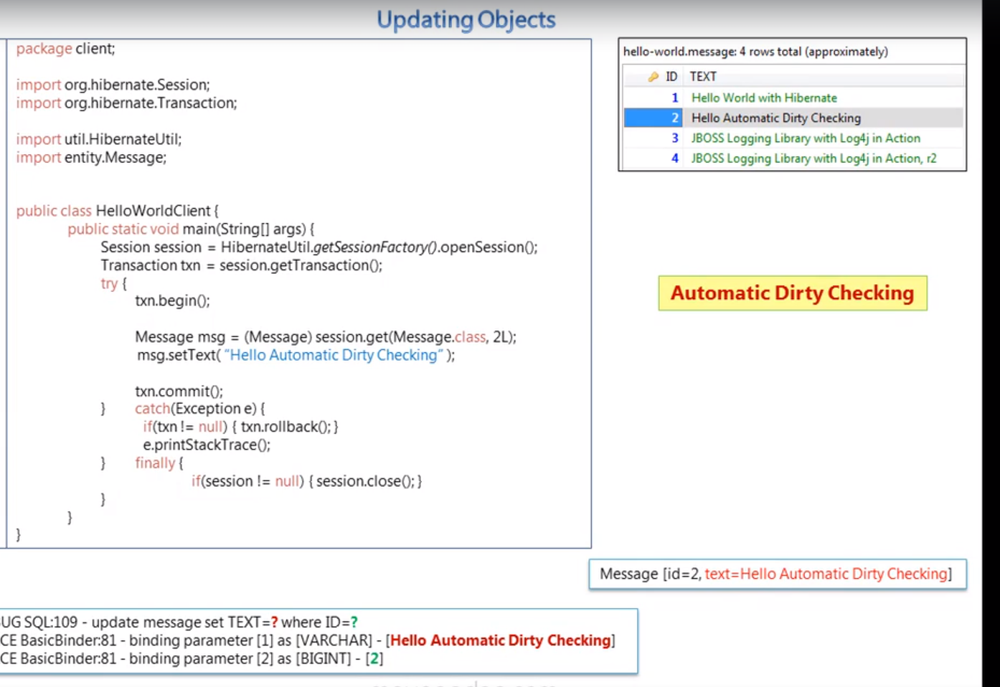 Updating Objects
package client;
import org.hibernate.Session;
import org.hibernate.Transaction;
import util.HibernateUtil;
import entity.Message;
public class HelloWorldClient {
public static void main(String[] args) {
Session session = HibernateUtil.getSessionFactory().openSession();
Transaction txn = session.getTransaction();
try {
txn.begin();
Message msg = (Message) session.get(Message.class, 2L);
msg.setText( “Hello Automatic Dirty Checking” );
txn.commit();
} catch(Exception e) {
if(txn != null) { txn.rollback(); }
e.printStackTrace();
} finally {
if(session != null) { session.close(); }
}
}
}
hello-world.message: 4 rows total (approximately)
ID TEXT
1 Hello World with Hibernate
2 Hello Automatic Dirty Checking
3 JBOSS Logging Library with Log4j in Action
4 JBOSS Logging Library with Log4j in Action, r2
Automatic Dirty Checking
Message [id=2, text=Hello Automatic Dirty Checking]
UG SQL:109 - update message set TEXT=? where ID=?
CE BasicBinder:81 - binding parameter [1] as [VARCHAR] - [Hello Automatic Dirty Checking]
CE BasicBinder:81 - binding parameter [2] as [BIGINT] - [2]